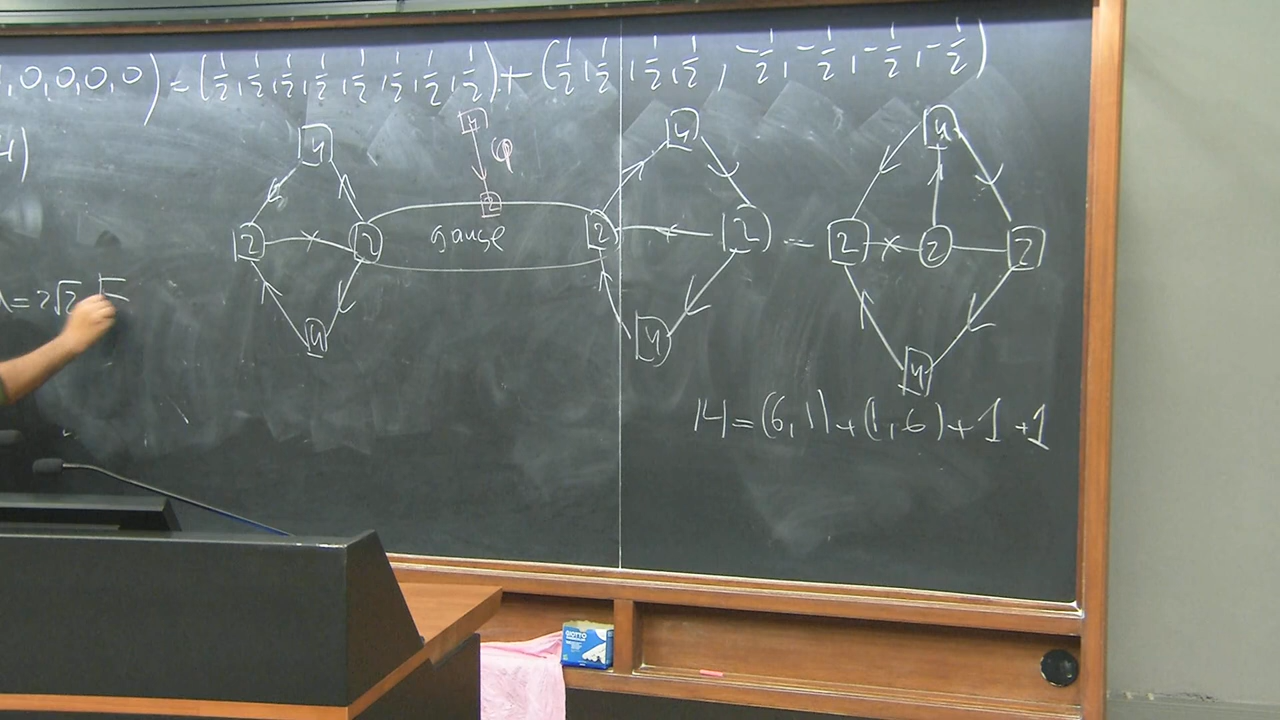 ,0,0,0,0) = (½,½,½,½,½,½,½,½) + (½,½,½,½,-½,-½,-½,-½)
4)
4 4 4 4
φ
2 2 2 2 2 2 2 2
gauge
=2√2
4 4 4
14=(6,1)+(1,6)+1+1
GIOTTO